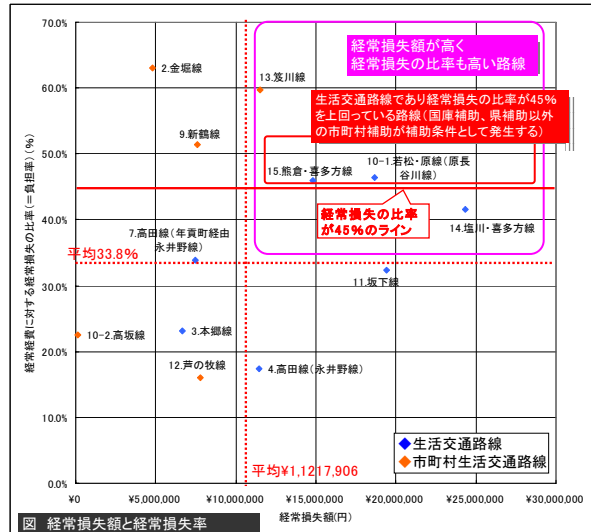 経常損失額が高く
経常損失の比率も高い路線
生活交通路線であり経常損失の比率が45%
を上回っている路線(国庫補助、県補助以外
の市町村補助が補助条件として発生する)
経常経費に対する経常損失の比率(=負担率)(%)
70.0%
60.0%
50.0%
40.0%
30.0%
20.0%
10.0%
0.0%
2.金堀線
13.笈川線
9.新鶴線
10-1.若松・原線(原長
谷川線)
15.熊倉・喜多方線
経常損失の比率
が45%のライン
14.塩川・喜多方線
7.高田線(年貢町経由
永井野線)
平均33.8%
11.坂下線
10-2.高坂線
3.本郷線
12.芦の牧線
4.高田線(永井野線)
◆生活交通路線
◆市町村生活交通路線
平均¥1,1217,906
¥0
¥5,000,000
¥10,000,000
¥15,000,000
¥20,000,000
¥25,000,000
¥30,000,000
経常損失額(円)
図 経常損失額と経常損失率